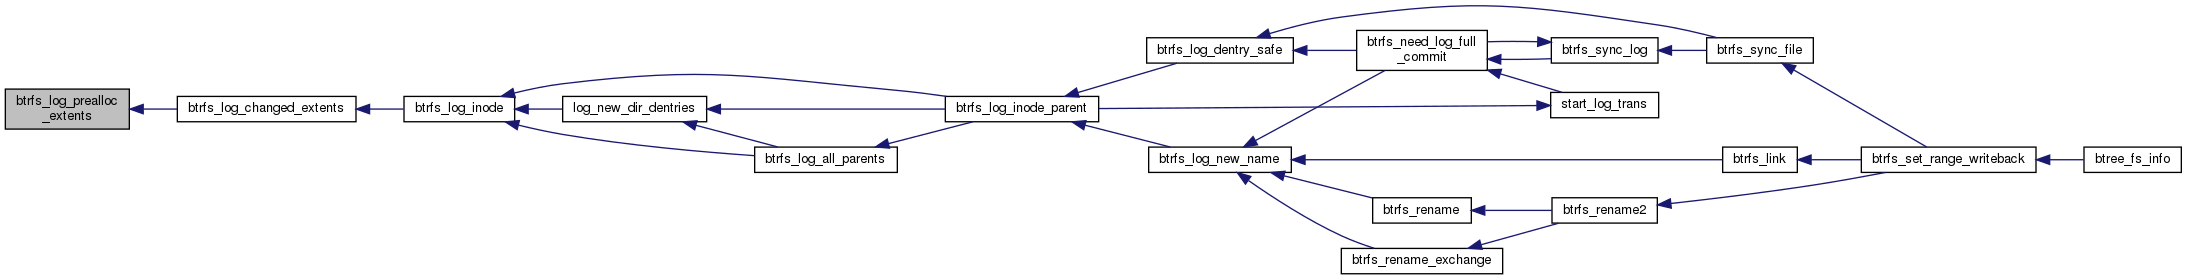 btrfs_log_prealloc
_extents
btrfs_log_changed_extents
btrfs_log_inode
log_new_dir_dentries
btrfs_log_all_parents
btrfs_log_inode_parent
btrfs_log_dentry_safe
btrfs_log_new_name
btrfs_need_log_full
_commit
btrfs_rename
btrfs_rename_exchange
btrfs_sync_log
start_log_trans
btrfs_link
btrfs_rename2
btrfs_sync_file
btrfs_set_range_writeback
btree_fs_info